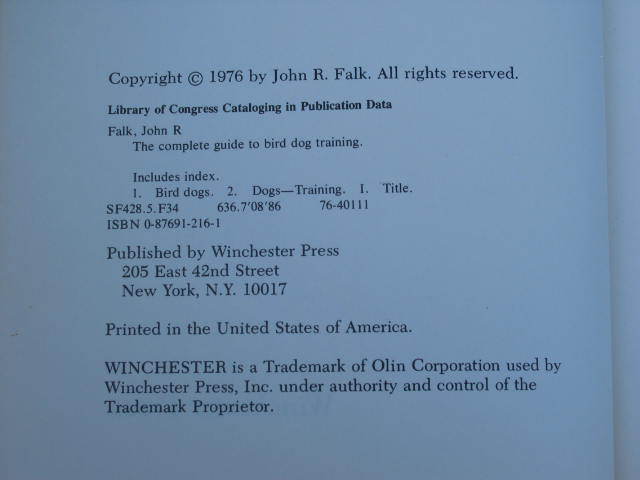 Copyright © 1976 by John R. Falk. All rights reserved.
Library of Congress Cataloging in Publication Data
Falk, John R
The complete guide to bird dog training.
Includes index.
1. Bird dogs. 2. Dogs—Training. I. Title.
SF428.5.F34 636.7'08'86 76-40111
ISBN 0-87691-216-1
Published by Winchester Press
205 East 42nd Street
New York, N.Y. 10017
Printed in the United States of America.
WINCHESTER is a Trademark of Olin Corporation used by
Winchester Press, Inc. under authority and control of the
Trademark Proprietor.